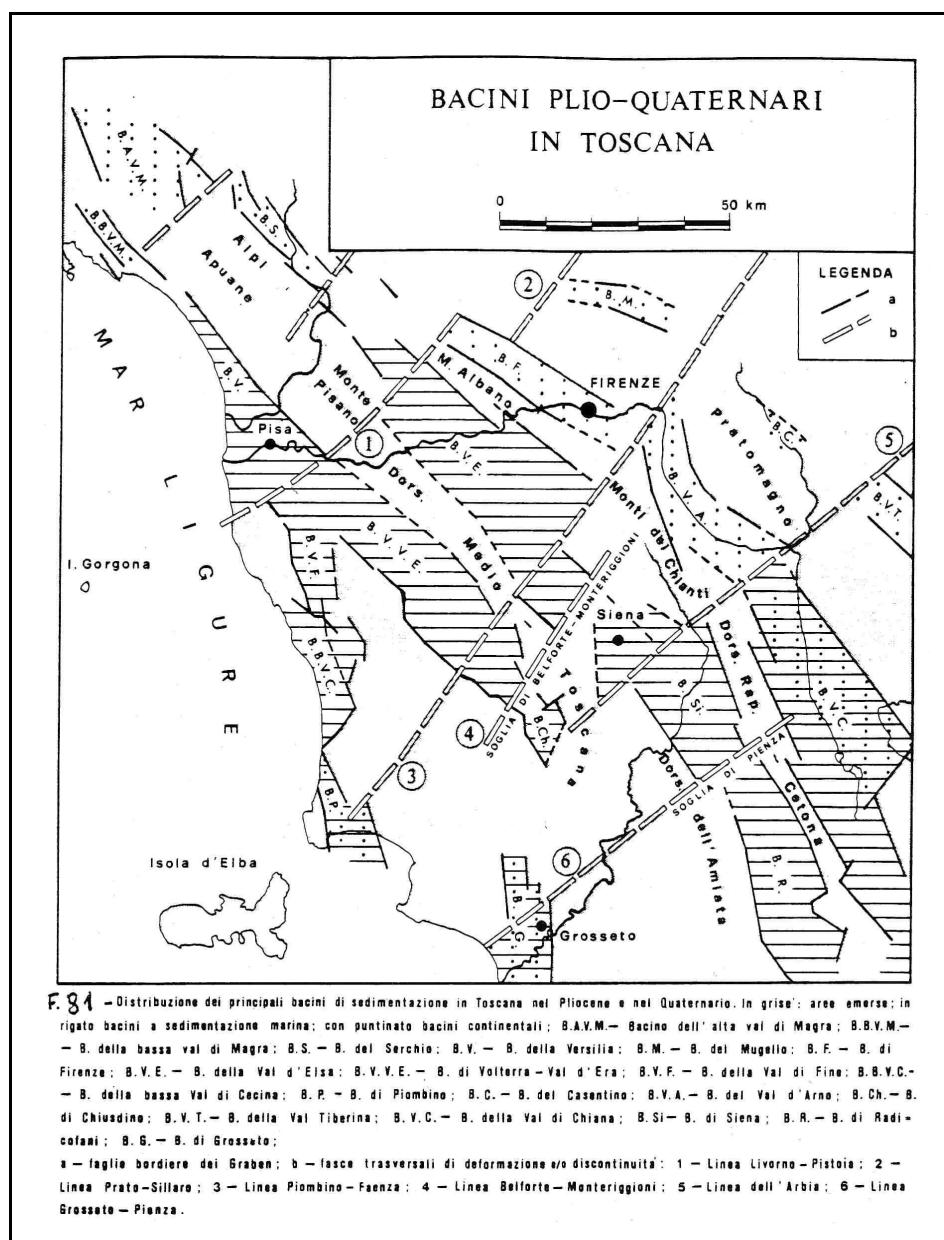 BACINI PLIO-QUATERNARI
IN TOSCANA
0 50 km
LEGENDA
a
b
B.A.V.M.
B.B.V.M.
B.S.
Alpi
Apuane
2
B. M.
MAR LIGURE
B. V.
Monte
Pisano
M. Albano
B. F.
FIRENZE
Pratomagno
B.C.
5
Pisa
1
B. V. E.
B. V. A.
B.V.T.
Dors.
Medio
Toscana
Monti del Chianti
I. Gorgona
B.V.F.
B. V. V. E.
Siena
B.B.V.C.
SOGLIA DI BELFORTE-MONTERIGGIONI
Dors. Rap.
B. Si.
B. V. C.
4
B.Ch.
3
B.P.
SOGLIA DI PIENZA
Dors.
dell'Amiata
Cetona
Isola d'Elba
6
B. R.
B. G.
Grosseto
F. 81 -Distribuzione dei principali bacini di sedimentazione in Toscana nel Pliocene e nel Quaternario. In grise': aree emerse; in
rigato bacini a sedimentazione marina; con puntinato bacini continentali; B.A.V.M.— Bacino dell'alta val di Magra; B.B.V.M.—
— B. della bassa val di Magra; B.S. — B. del Serchio; B.V. — B. della Versilia; B.M. — B. del Mugello; B.F. — B. di
Firenze; B.V.E. — B. della Val d'Elsa; B.V.V.E. — B. di Volterra-Val d'Era; B.V.F. — B. della Val di Fine; B.B.V.C.-
— B. della bassa Val di Cecina; B.P. — B. di Piombino; B.C. — B. del Casentino; B.V.A. — B. del Val d'Arno; B.Ch. — B.
di Chiusdino; B.V.T. — B. della Val Tiberina; B.V.C. — B. della Val di Chiana; B.Si — B. di Siena; B.R. — B. di Radi-
cofani; B.G. — B. di Grosseto;
a — faglie bordiere dei Graben; b — fasce trasversali di deformazione e/o discontinuita': 1 — Linea Livorno-Pistoia; 2 —
Linea Prato-Sillaro; 3 — Linea Piombino-Faenza; 4 — Linea Belforte-Monteriggioni; 5 — Linea dell'Arbia; 6 — Linea
Grosseto — Pienza.